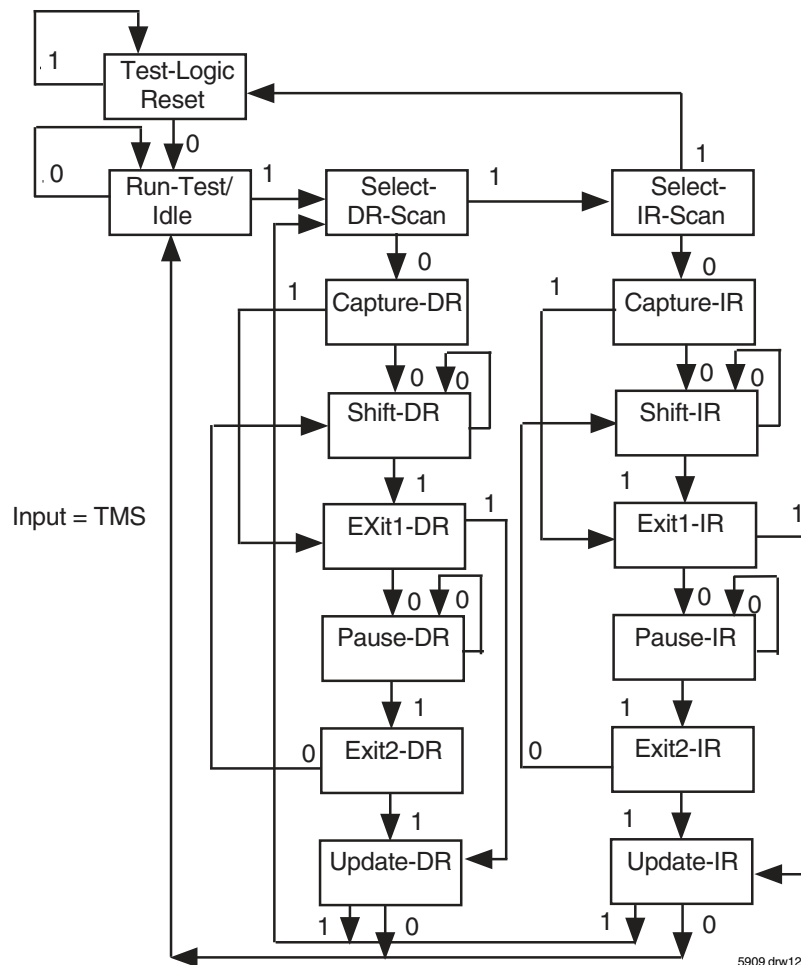 1
Test-Logic
Reset
0
1
0
Run-Test/
Idle
1
Select-
DR-Scan
1
Select-
IR-Scan
0
0
1
Capture-DR
1
Capture-IR
0
0
0
0
Shift-DR
Shift-IR
1
1
Input = TMS
EXit1-DR
1
Exit1-IR
1
0
0
0
0
Pause-DR
Pause-IR
1
1
0
Exit2-DR
0
Exit2-IR
1
1
Update-DR
Update-IR
1
0
1
0
5909 drw12